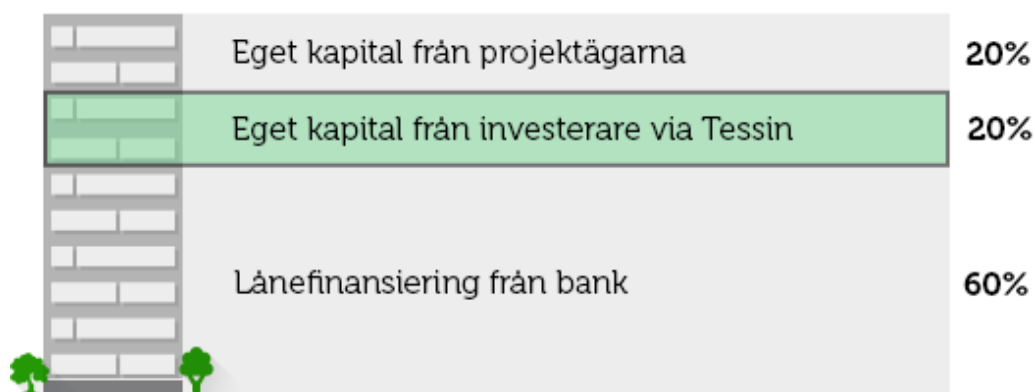 Eget kapital från projektägarna 20%
Eget kapital från investerare via Tessin 20%
Lånefinansiering från bank 60%